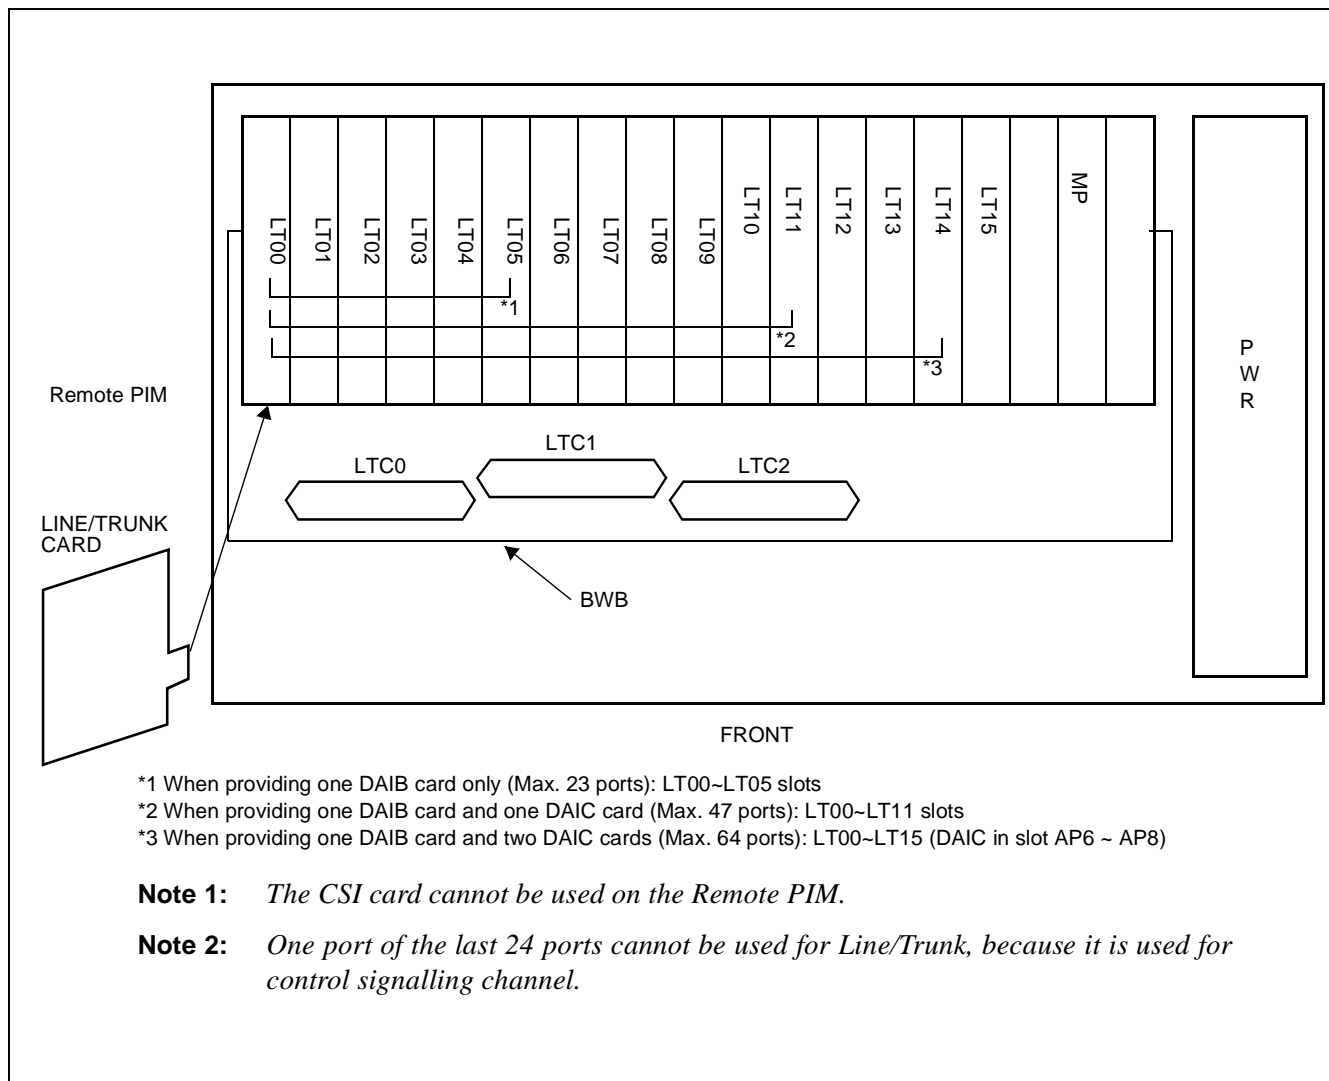 LT00
LT01
LT02
LT03
LT04
LT05
LT06
LT07
LT08
LT09
LT10
LT11
LT12
LT13
LT14
LT15
MP
*1
*2
*3
P
W
R
Remote PIM
LTC0
LTC1
LTC2
LINE/TRUNK
CARD
BWB
FRONT
*1 When providing one DAIB card only (Max. 23 ports): LT00~LT05 slots
*2 When providing one DAIB card and one DAIC card (Max. 47 ports): LT00~LT11 slots
*3 When providing one DAIB card and two DAIC cards (Max. 64 ports): LT00~LT15 (DAIC in slot AP6 ~ AP8)
Note 1: The CSI card cannot be used on the Remote PIM.
Note 2: One port of the last 24 ports cannot be used for Line/Trunk, because it is used for
control signalling channel.